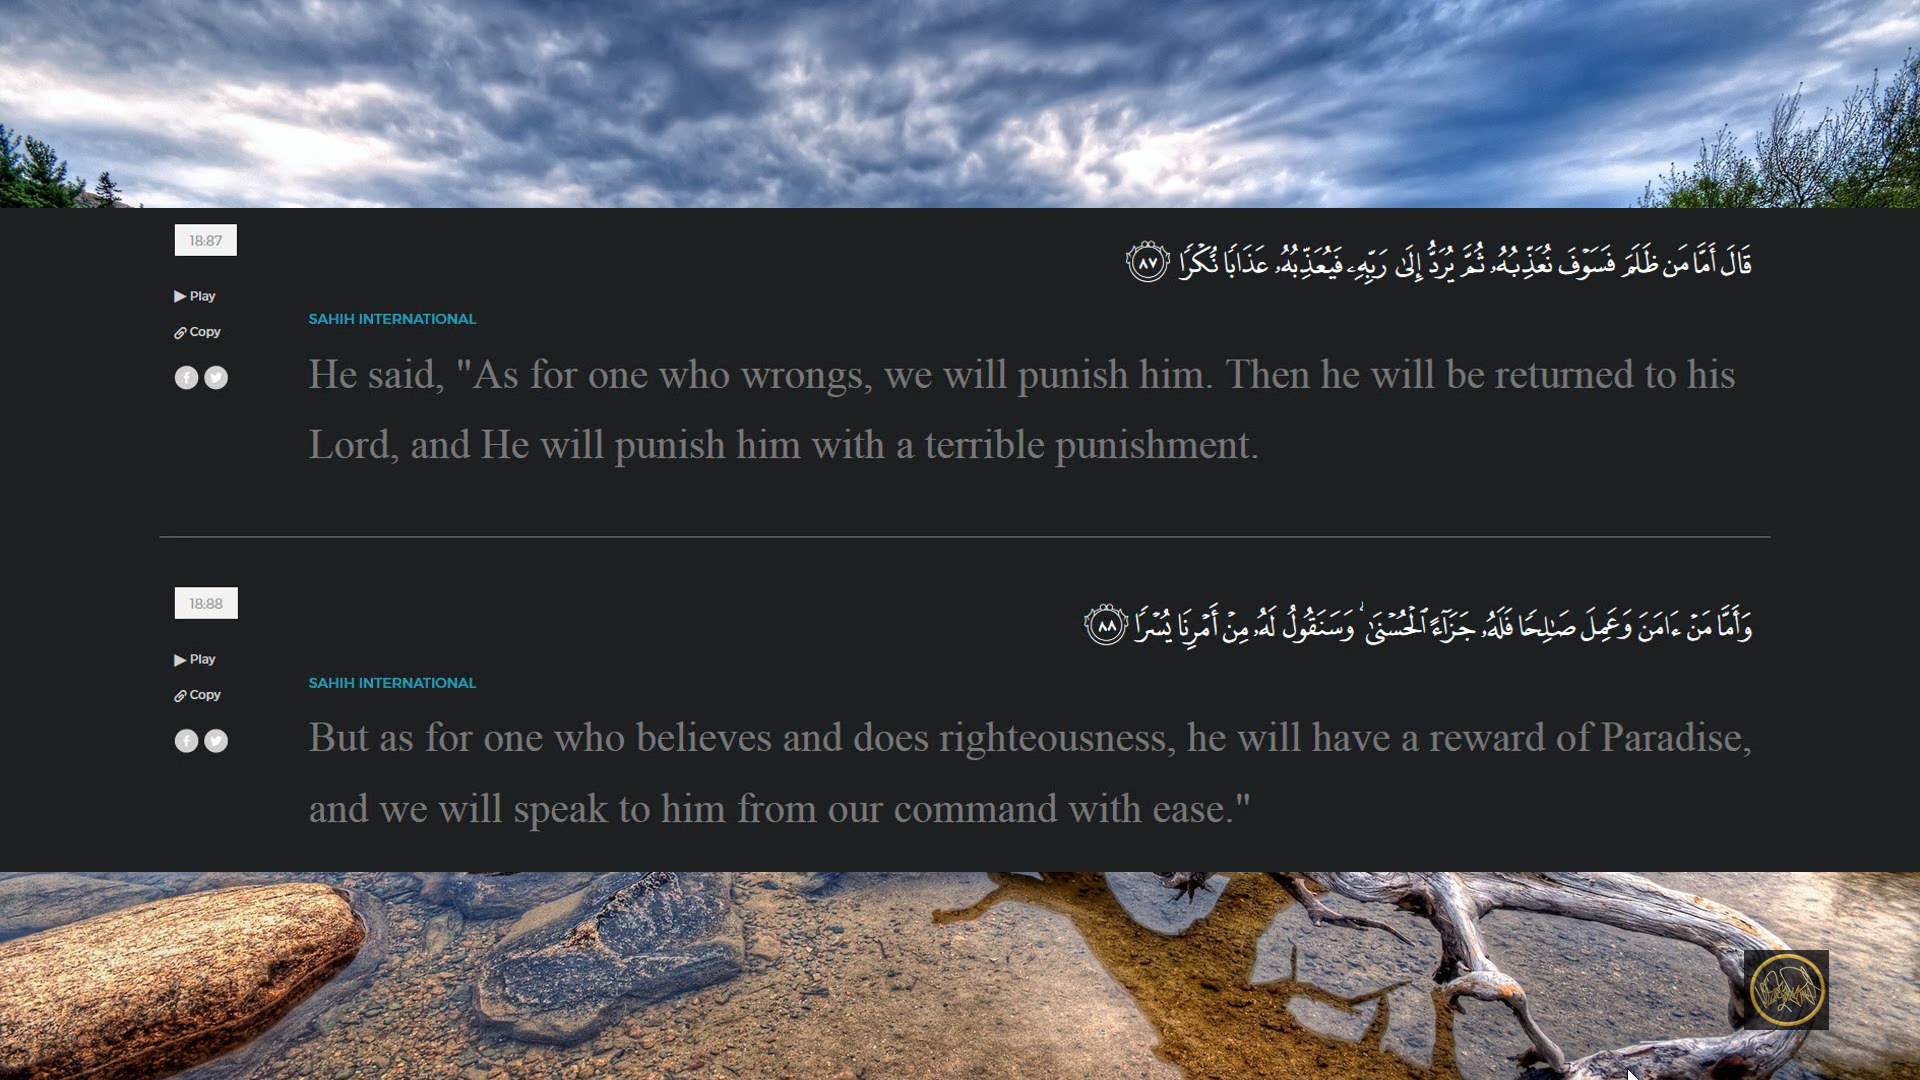 18:87
قَالَ أَمَّا مَن ظَلَمَ فَسَوْفَ نُعَذِّبُهُۥ ثُمَّ يُرَدُّ إِلَىٰ رَبِّهِۦ فَيُعَذِّبُهُۥ عَذَابًا نُّكْرًا ٨٧
Play
SAHIH INTERNATIONAL
Copy
He said, "As for one who wrongs, we will punish him. Then he will be returned to his
Lord, and He will punish him with a terrible punishment.
18:88
وَأَمَّا مَنْ ءَامَنَ وَعَمِلَ صَٰلِحًا فَلَهُۥ جَزَآءً ٱلْحُسْنَىٰ ۖ وَسَنَقُولُ لَهُۥ مِنْ أَمْرِنَا يُسْرًا ٨٨
Play
SAHIH INTERNATIONAL
Copy
But as for one who believes and does righteousness, he will have a reward of Paradise,
and we will speak to him from our command with ease."